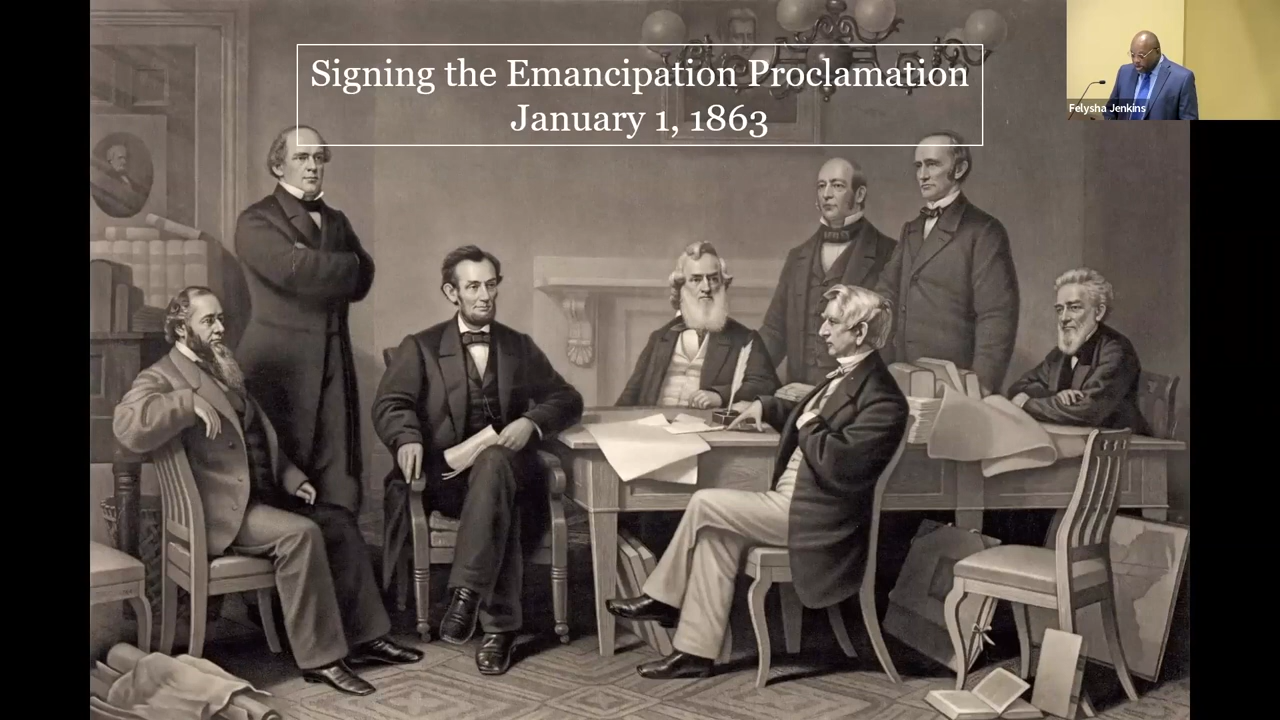 Signing the Emancipation Proclamation
January 1, 1863
Felysha Jenkins